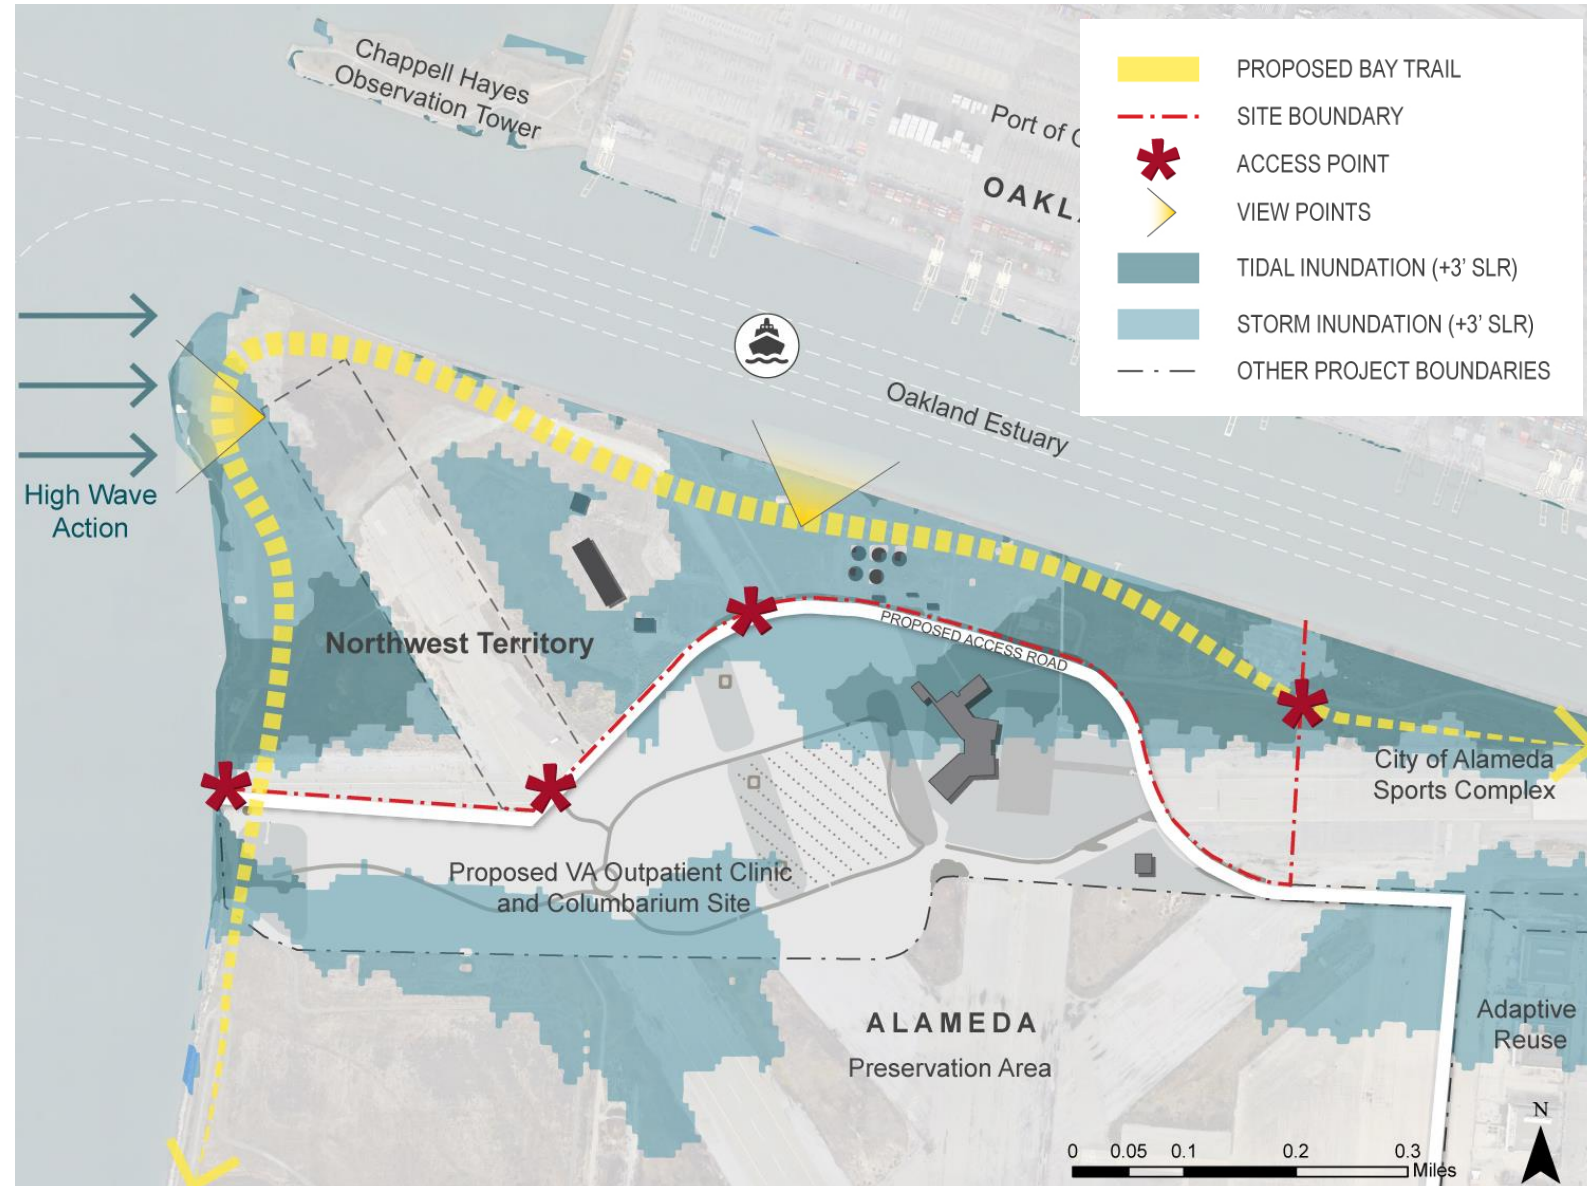 Chappell Hayes
Observation Tower
Port of
OAKL
PROPOSED BAY TRAIL
SITE BOUNDARY
ACCESS POINT
VIEW POINTS
TIDAL INUNDATION (+3' SLR)
STORM INUNDATION (+3' SLR)
OTHER PROJECT BOUNDARIES
Oakland Estuary
High Wave
Action
Northwest Territory
PROPOSED ACCESS ROAD
City of Alameda
Sports Complex
Proposed VA Outpatient Clinic
and Columbarium Site
ALAMEDA
Preservation Area
Adaptive
Reuse
N
0 0.05 0.1 0.2 0.3
Miles